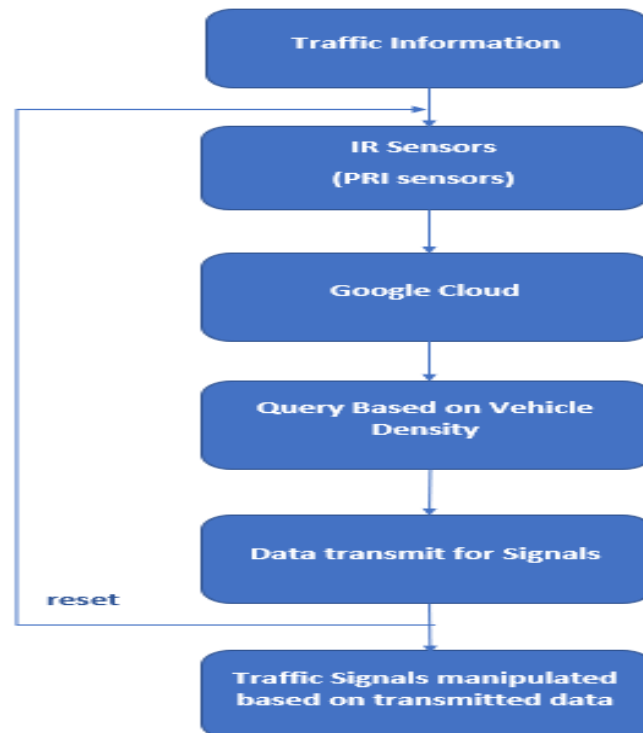 Traffic Information
IR Sensors
(PRI sensors)
Google Cloud
Query Based on Vehicle
Density
Data transmit for Signals
reset
Traffic Signals manipulated
based on transmitted data